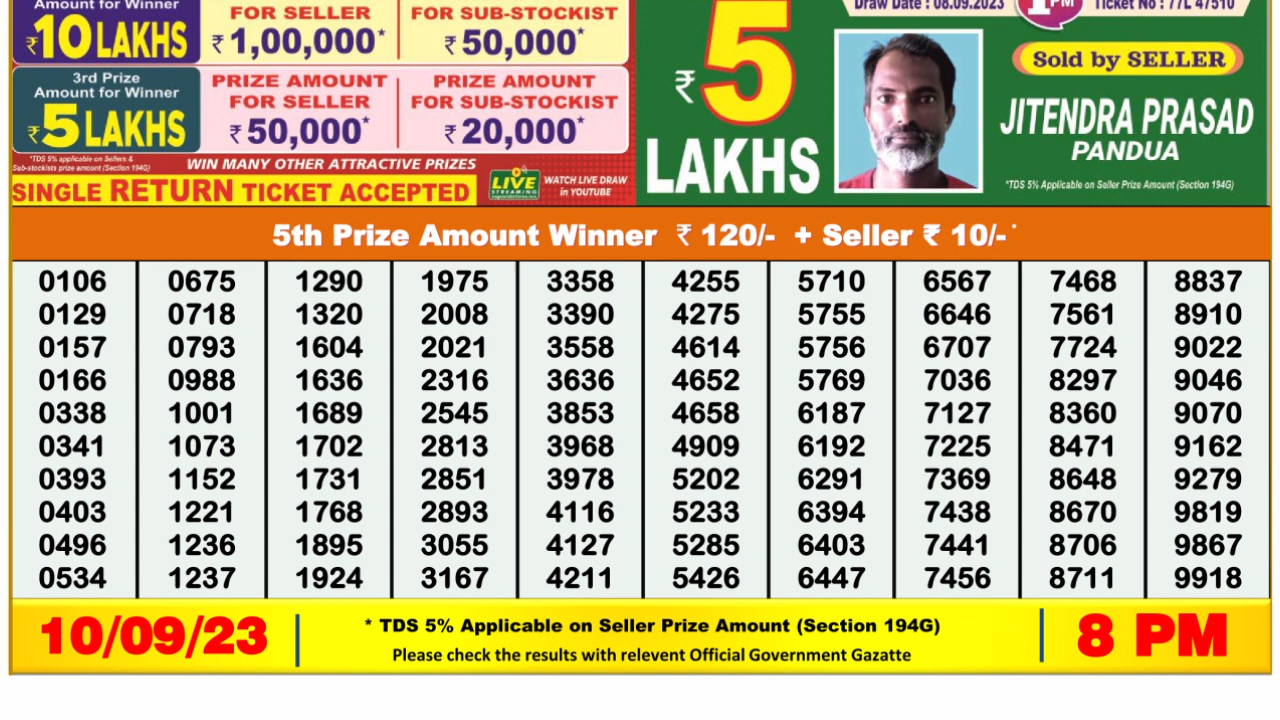 Amount for Winner
₹10 LAKHS
FOR SELLER
₹ 1,00,000*
FOR SUB-STOCKIST
₹ 50,000*
3rd Prize
Amount for Winner
₹5 LAKHS
PRIZE AMOUNT
FOR SELLER
₹ 50,000*
PRIZE AMOUNT
FOR SUB-STOCKIST
₹ 20,000*
*TDS 5% applicable on Sellers &
Sub-stockists prize amount (Section 194G)
WIN MANY OTHER ATTRACTIVE PRIZES
SINGLE RETURN TICKET ACCEPTED
LIVE
STREAMING
WATCH LIVE DRAW
in YOUTUBE
₹ 5
LAKHS
Draw Date : 08.09.2023
1PM
Ticket No : 77L 47510
Sold by SELLER
JITENDRA PRASAD
PANDUA
*TDS 5% Applicable on Seller Prize Amount (Section 194G)
5th Prize Amount Winner ₹ 120/- + Seller ₹ 10/-*
0106 0675 1290 1975 3358 4255 5710 6567 7468 8837
0129 0718 1320 2008 3390 4275 5755 6646 7561 8910
0157 0793 1604 2021 3558 4614 5756 6707 7724 9022
0166 0988 1636 2316 3636 4652 5769 7036 8297 9046
0338 1001 1689 2545 3853 4658 6187 7127 8360 9070
0341 1073 1702 2813 3968 4909 6192 7225 8471 9162
0393 1152 1731 2851 3978 5202 6291 7369 8648 9279
0403 1221 1768 2893 4116 5233 6394 7438 8670 9819
0496 1236 1895 3055 4127 5285 6403 7441 8706 9867
0534 1237 1924 3167 4211 5426 6447 7456 8711 9918
10/09/23
* TDS 5% Applicable on Seller Prize Amount (Section 194G)
Please check the results with relevent Official Government Gazatte
8 PM